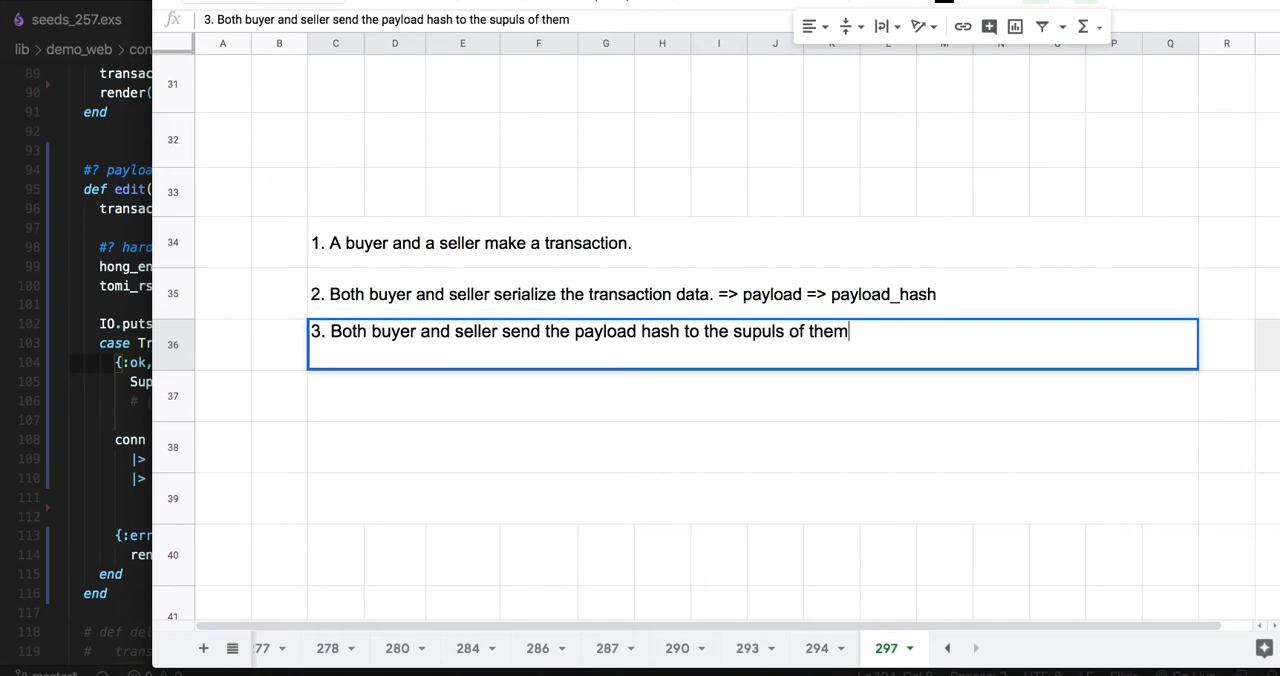 seeds_257.exs
lib > demo_web > con
89 transac
90 render(
91 end
92
93
94 #? payloa
95 def edit(
96 transac
97
98 #? hard
99 hong_en
100 tomi_rs
101
102 IO.puts
103 case Tr
104 {:ok,
105 Sup
106 #
107
108 conn
109 |>
110 |>
111
112
113 {:err
114 ren
115 end
116 end
117
118 # def del
119 # trans
fx 3. Both buyer and seller send the payload hash to the supuls of them
A B C D E F G H I J Q R
31
32
33
34 1. A buyer and a seller make a transaction.
35 2. Both buyer and seller serialize the transaction data. => payload => payload_hash
36 3. Both buyer and seller send the payload hash to the supuls of them
37
38
39
40
41
+ 277 278 280 284 286 287 290 293 294 297